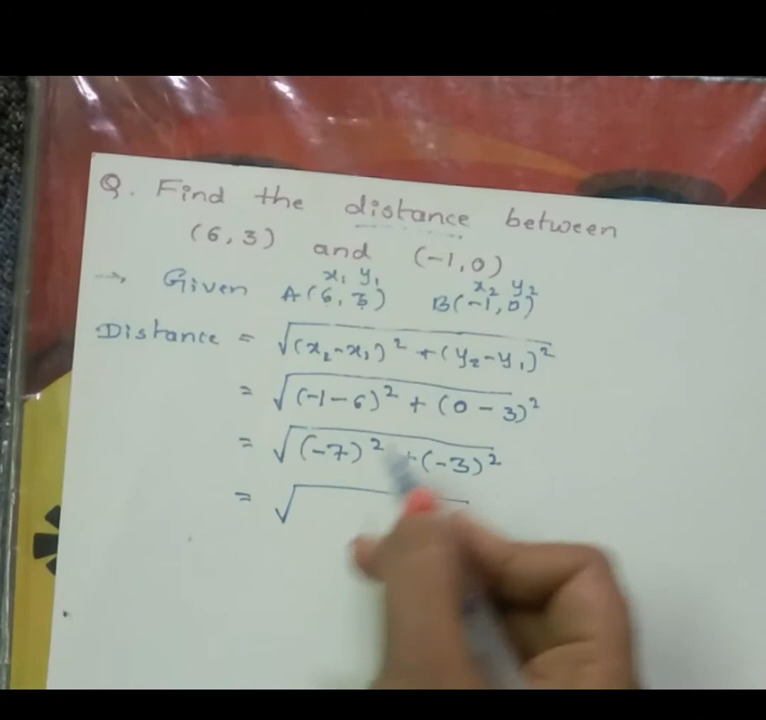 Q. Find the distance between
(6,3) and (-1,0)
x₁ y₁ x₂ y₂
→ Given A(6,3) B(-1,0)
Distance = √(x₂-x₁)² + (y₂-y₁)²
= √(-1-6)² + (0-3)²
= √(-7)² + (-3)²
= √